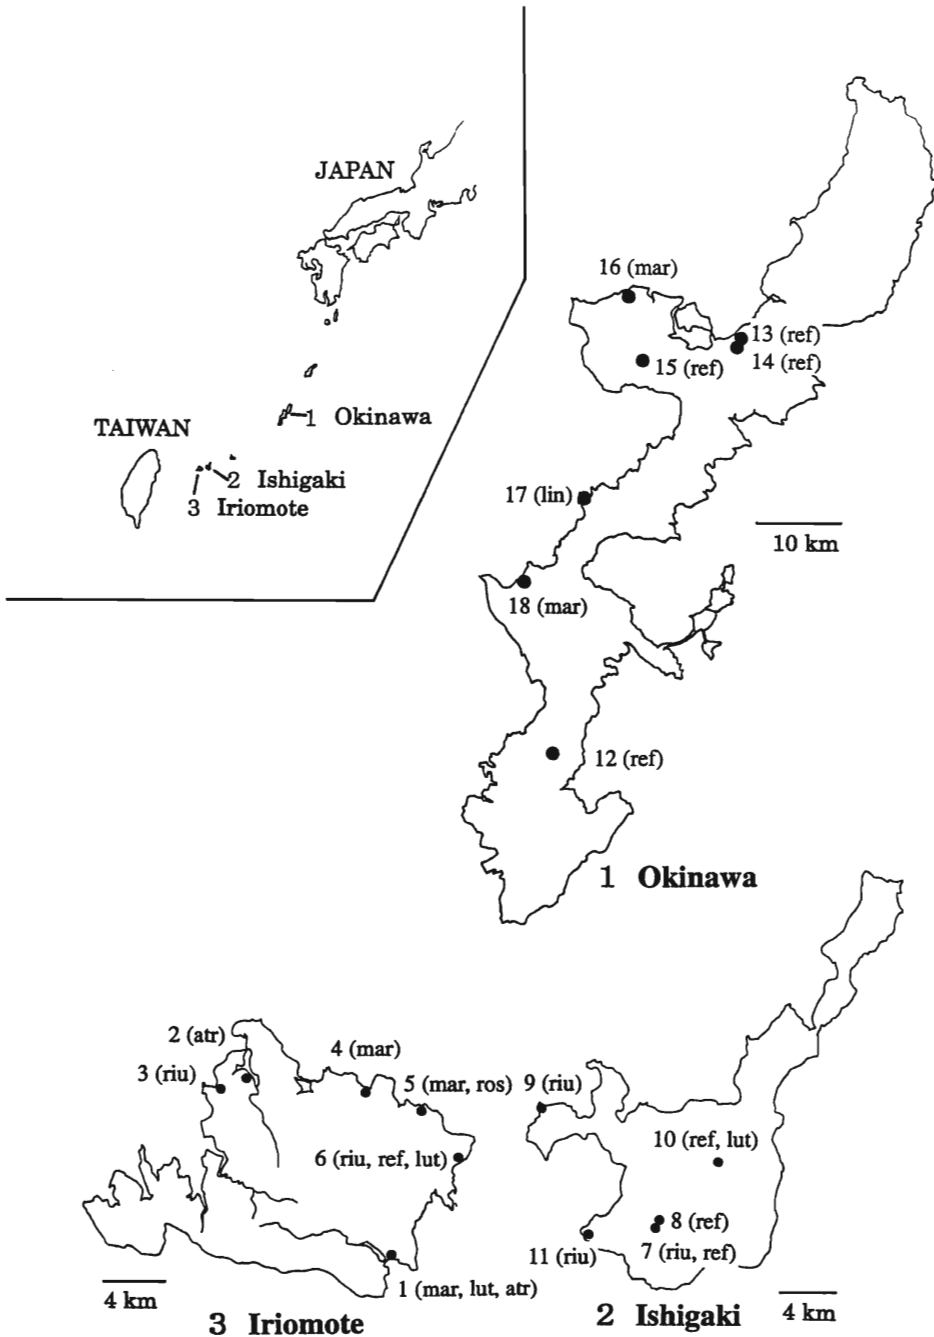 JAPAN
1 Okinawa
TAIWAN
2 Ishigaki
3 Iriomote
16 (mar)
13 (ref)
14 (ref)
15 (ref)
17 (lin)
10 km
18 (mar)
12 (ref)
1 Okinawa
2 (atr)
4 (mar)
3 (riu)
5 (mar, ros)
6 (riu, ref, lut)
1 (mar, lut, atr)
4 km
3 Iriomote
9 (riu)
10 (ref, lut)
8 (ref)
7 (riu, ref)
11 (riu)
4 km
2 Ishigaki